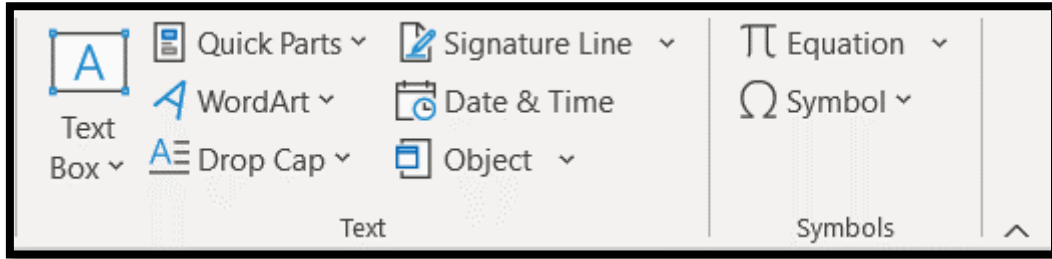 A
Text
Box
Quick Parts
WordArt
A Drop Cap
Signature Line
Date & Time
Object
Text
π Equation
Ω Symbol
Symbols